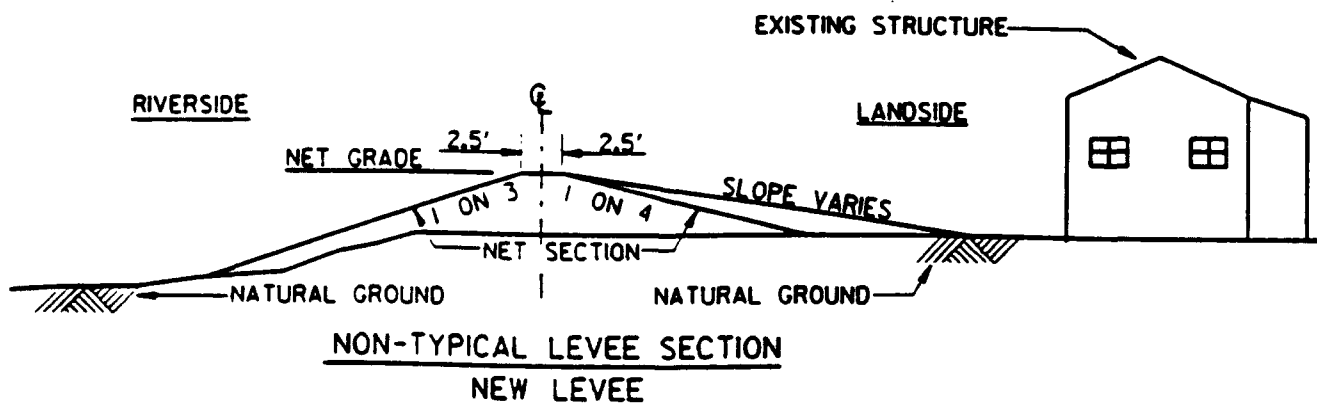 EXISTING STRUCTURE
RIVERSIDE
℄
LANDSIDE
2.5'
2.5'
NET GRADE
1 ON 3
1 ON 4
SLOPE VARIES
NET SECTION
NATURAL GROUND
NATURAL GROUND
NON-TYPICAL LEVEE SECTION
NEW LEVEE